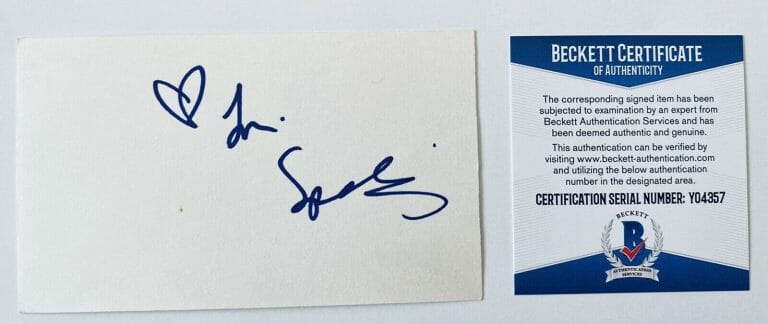 BECKETT CERTIFICATE
OF AUTHENTICITY
The corresponding signed item has been
subjected to examination by an expert from
Beckett Authentication Services and has
been deemed authentic and genuine.
This authentication can be verified by
visiting www.beckett-authentication.com
and utilizing the below authentication
number in the designated area.
CERTIFICATION SERIAL NUMBER: Y04357
BECKETT
B
AUTHENTICATION
SERVICES